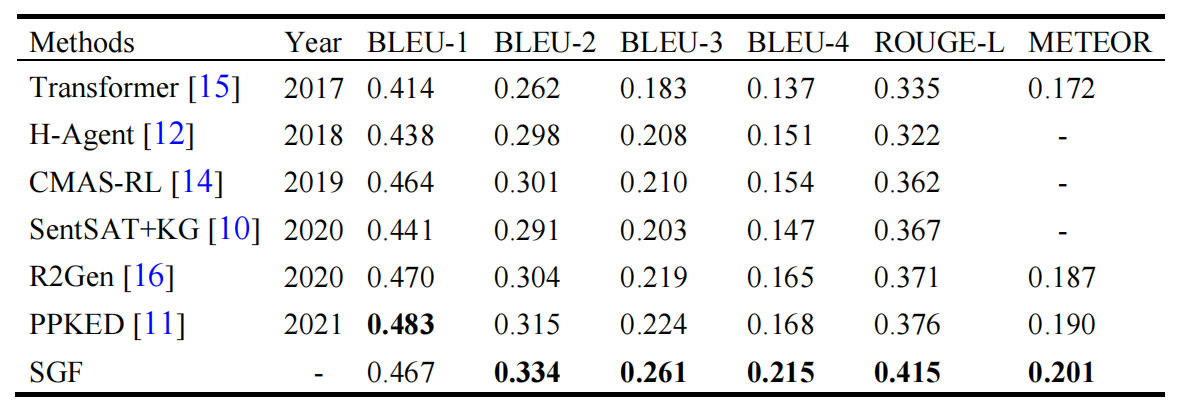 Methods Year BLEU-1 BLEU-2 BLEU-3 BLEU-4 ROUGE-L METEOR
Transformer [15] 2017 0.414 0.262 0.183 0.137 0.335 0.172
H-Agent [12] 2018 0.438 0.298 0.208 0.151 0.322 -
CMAS-RL [14] 2019 0.464 0.301 0.210 0.154 0.362 -
SentSAT+KG [10] 2020 0.441 0.291 0.203 0.147 0.367 -
R2Gen [16] 2020 0.470 0.304 0.219 0.165 0.371 0.187
PPKED [11] 2021 0.483 0.315 0.224 0.168 0.376 0.190
SGF - 0.467 0.334 0.261 0.215 0.415 0.201